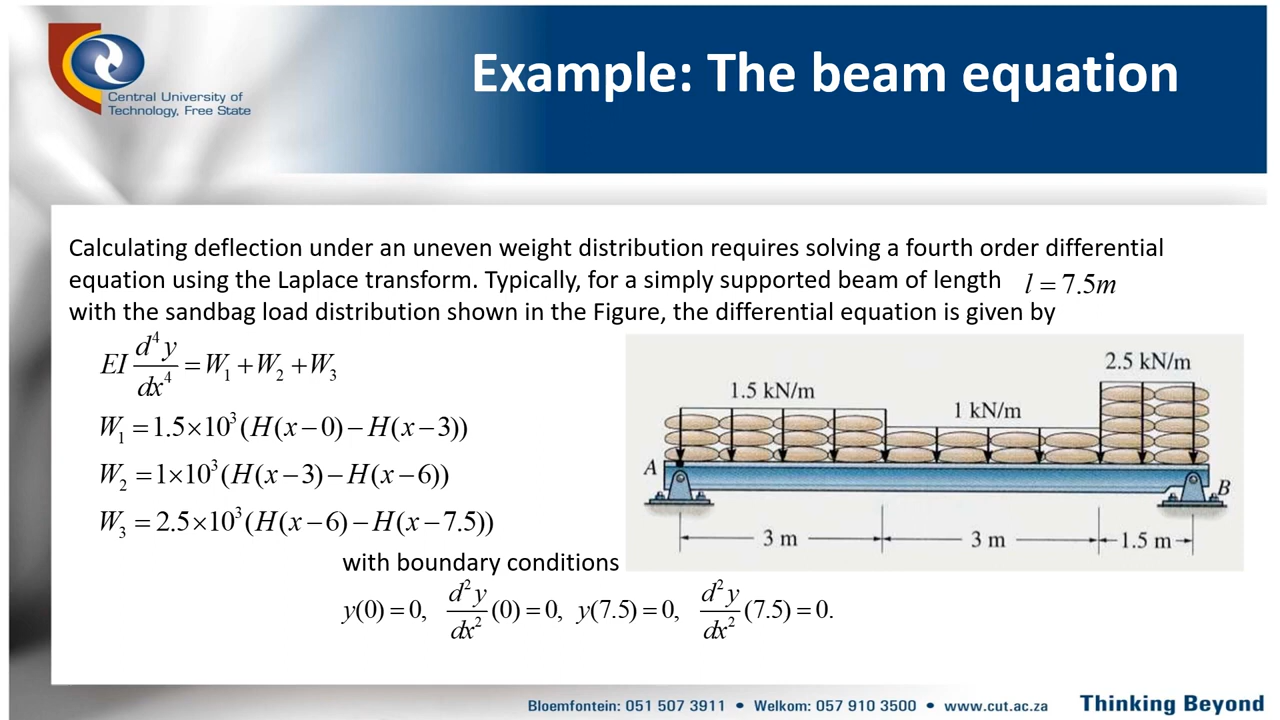 Central University of
Technology, Free State
Example: The beam equation
Calculating deflection under an uneven weight distribution requires solving a fourth order differential
equation using the Laplace transform. Typically, for a simply supported beam of length l = 7.5m
with the sandbag load distribution shown in the Figure, the differential equation is given by
EI d⁴y/dx⁴ = W₁ + W₂ + W₃
W₁ = 1.5×10³(H(x−0)−H(x−3))
W₂ = 1×10³(H(x−3)−H(x−6))
W₃ = 2.5×10³(H(x−6)−H(x−7.5))
2.5 kN/m
1.5 kN/m
1 kN/m
A
B
3 m
3 m
1.5 m
with boundary conditions
y(0) = 0, d²y/dx²(0) = 0, y(7.5) = 0, d²y/dx²(7.5) = 0.
Bloemfontein: 051 507 3911 • Welkom: 057 910 3500 • www.cut.ac.za Thinking Beyond